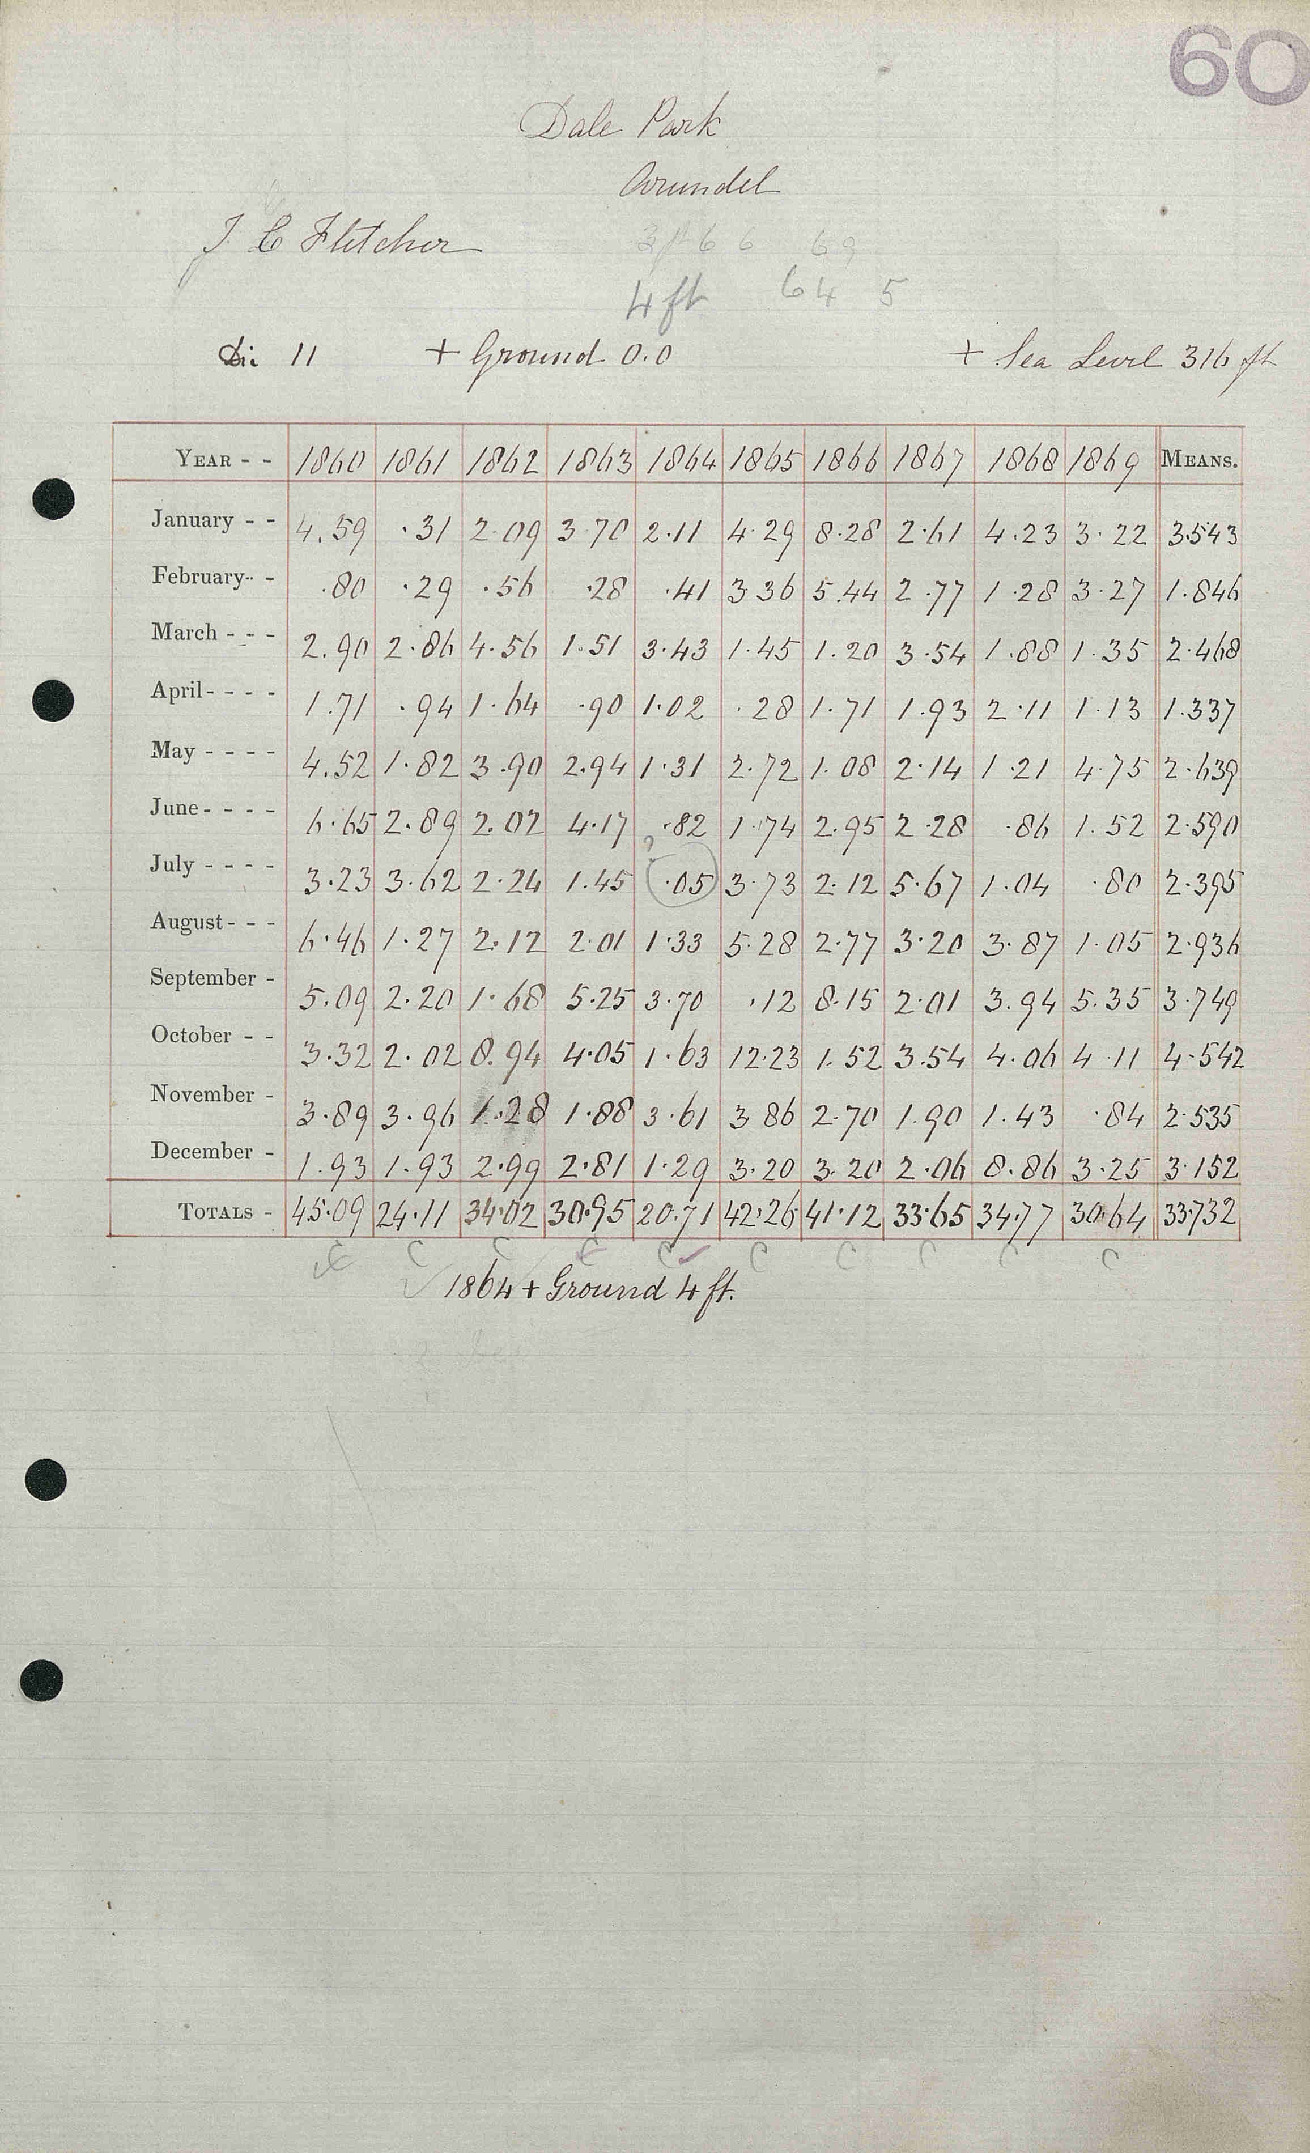 60
Dale Park
Arundel
J C Fletcher
3ft 6 6 69
4 ft 64 5
Dia 11 + Ground 0.0 + Sea Level 316 ft
YEAR - - 1860 1861 1862 1863 1864 1865 1866 1867 1868 1869 MEANS.
January - - 4.59 .31 2.09 3.70 2.11 4.29 8.28 2.61 4.23 3.22 3.543
February - - .80 .29 .56 .28 .41 3.36 5.44 2.77 1.28 3.27 1.846
March - - - 2.90 2.86 4.56 1.51 3.43 1.45 1.20 3.54 1.88 1.35 2.468
April - - - - 1.71 .94 1.64 .90 1.02 .28 1.71 1.93 2.11 1.13 1.337
May - - - - 4.52 1.82 3.90 2.94 1.31 2.72 1.08 2.14 1.21 4.75 2.639
June - - - - 6.65 2.89 2.02 4.17 .82 1.74 2.95 2.28 .86 1.52 2.590
July - - - - 3.23 3.62 2.24 1.45 ? .05 3.73 2.12 5.67 1.04 .80 2.395
August - - - 6.46 1.27 2.12 2.01 1.33 5.28 2.77 3.20 3.87 1.05 2.936
September - 5.09 2.20 1.68 5.25 3.70 .12 8.15 2.01 3.94 5.35 3.749
October - - 3.32 2.02 8.94 4.05 1.63 12.23 1.52 3.54 4.06 4.11 4.542
November - 3.89 3.96 1.28 1.88 3.61 3.86 2.70 1.90 1.43 .84 2.535
December - 1.93 1.93 2.99 2.81 1.29 3.20 3.20 2.06 8.86 3.25 3.152
TOTALS - 45.09 24.11 34.02 30.95 20.71 42.26 41.12 33.65 34.77 30.64 33.732
C C C C C C C C C C
1864 + Ground 4 ft.